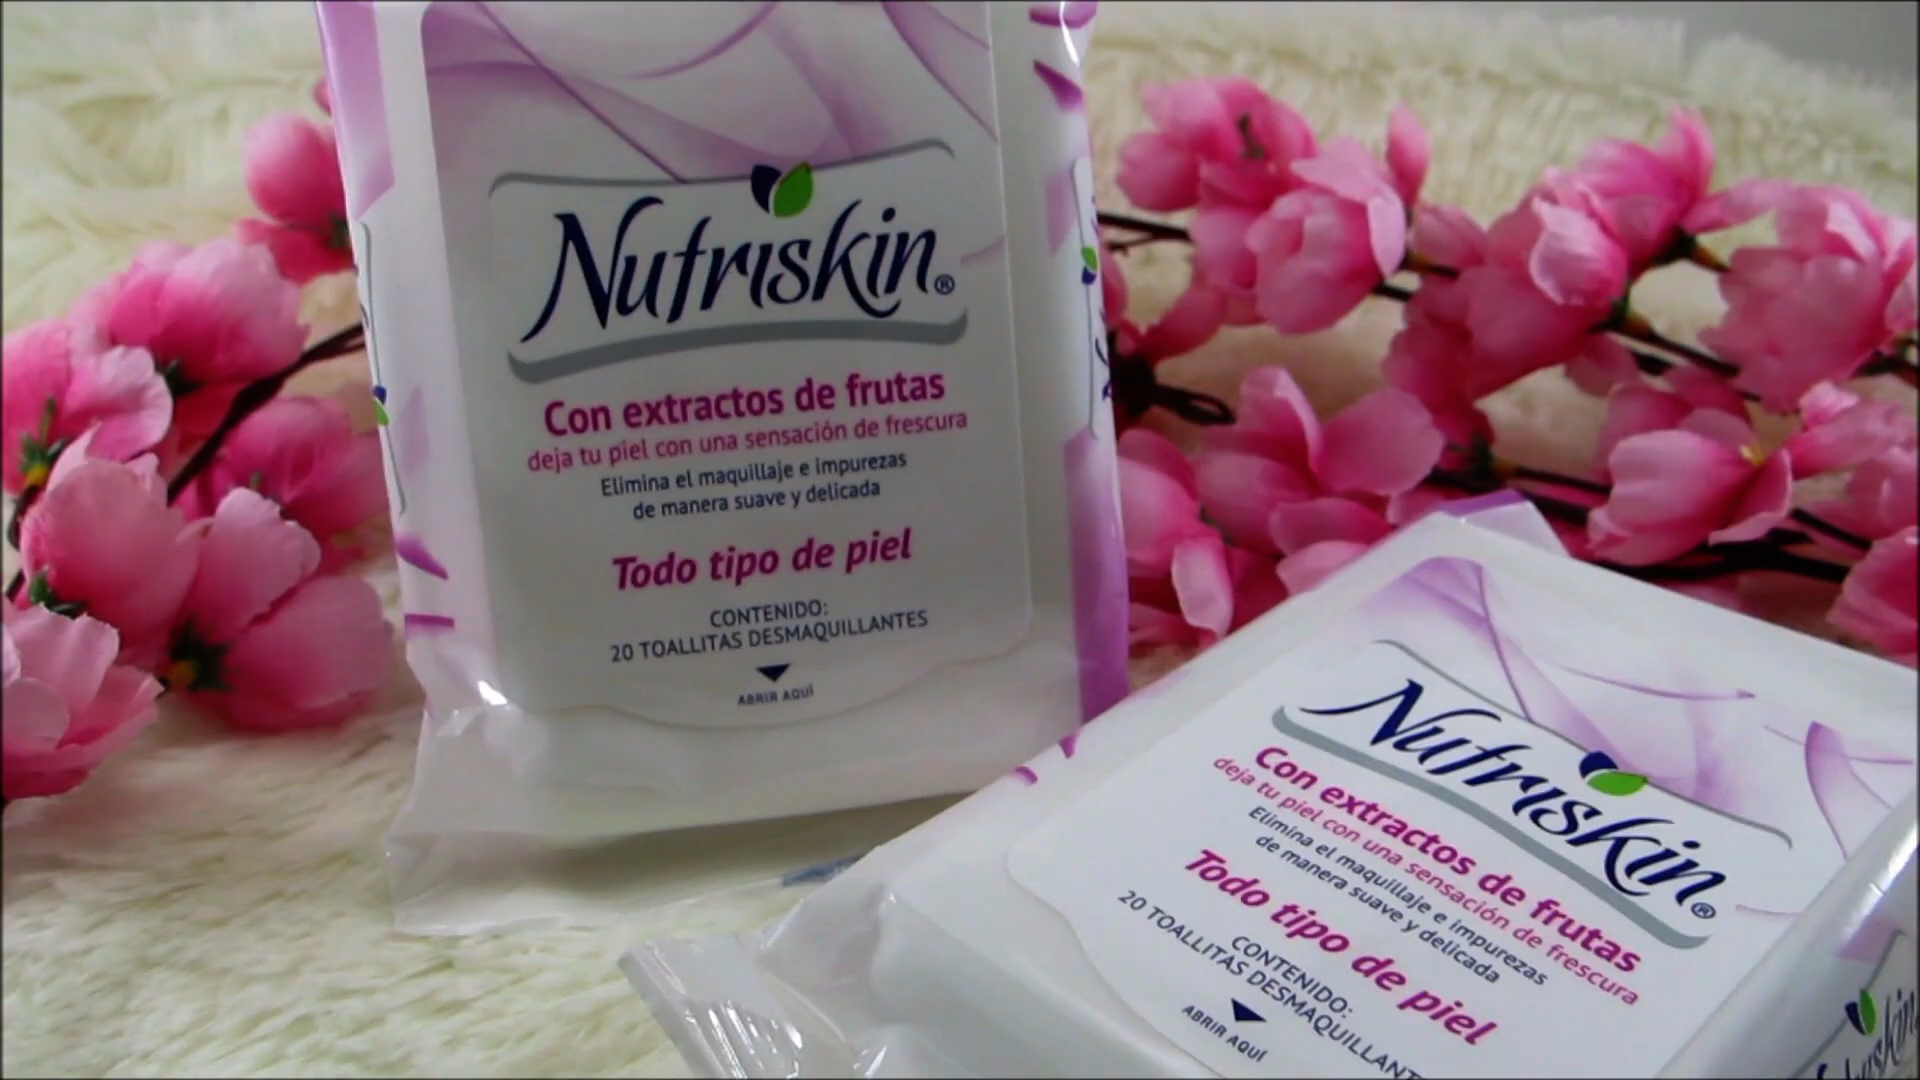 Nutriskin®
Con extractos de frutas
deja tu piel con una sensación de frescura
Elimina el maquillaje e impurezas
de manera suave y delicada
Todo tipo de piel
CONTENIDO:
20 TOALLITAS DESMAQUILLANTES
ABRIR AQUÍ
Nutriskin®
Con extractos de frutas
deja tu piel con una sensación de frescura
Elimina el maquillaje e impurezas
de manera suave y delicada
Todo tipo de piel
CONTENIDO:
20 TOALLITAS DESMAQUILLANT
ABRIR AQUÍ